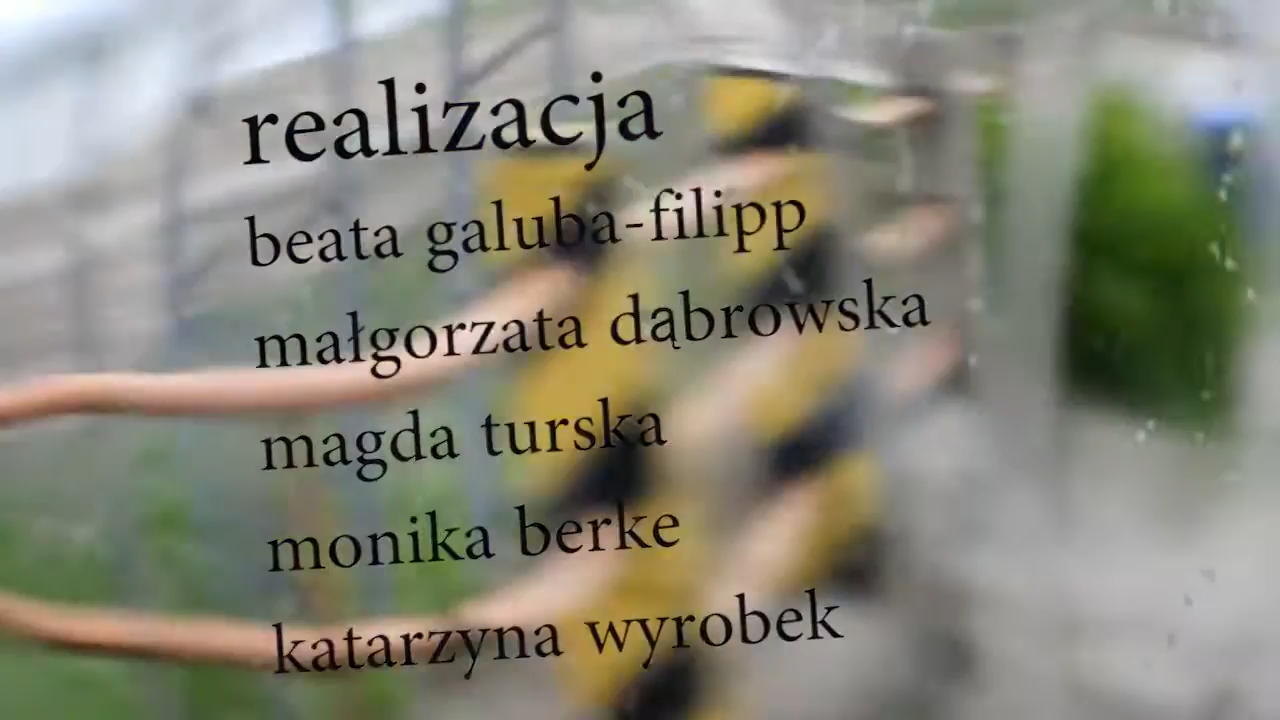 realizacja
beata galuba-filipp
małgorzata dąbrowska
magda turska
monika berke
katarzyna wyrobek